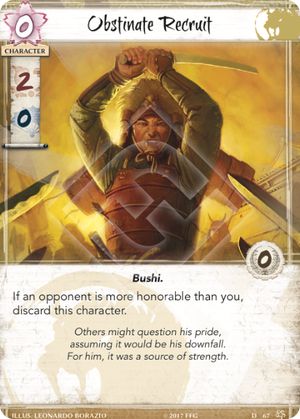 0
Obstinate Recruit
CHARACTER
2
0
0
Bushi.
If an opponent is more honorable than you,
discard this character.
Others might question his pride,
assuming it would be his downfall.
For him, it was a source of strength.
ILLUS: LEONARDO BORAZIO
© 2017 FFG
D 67